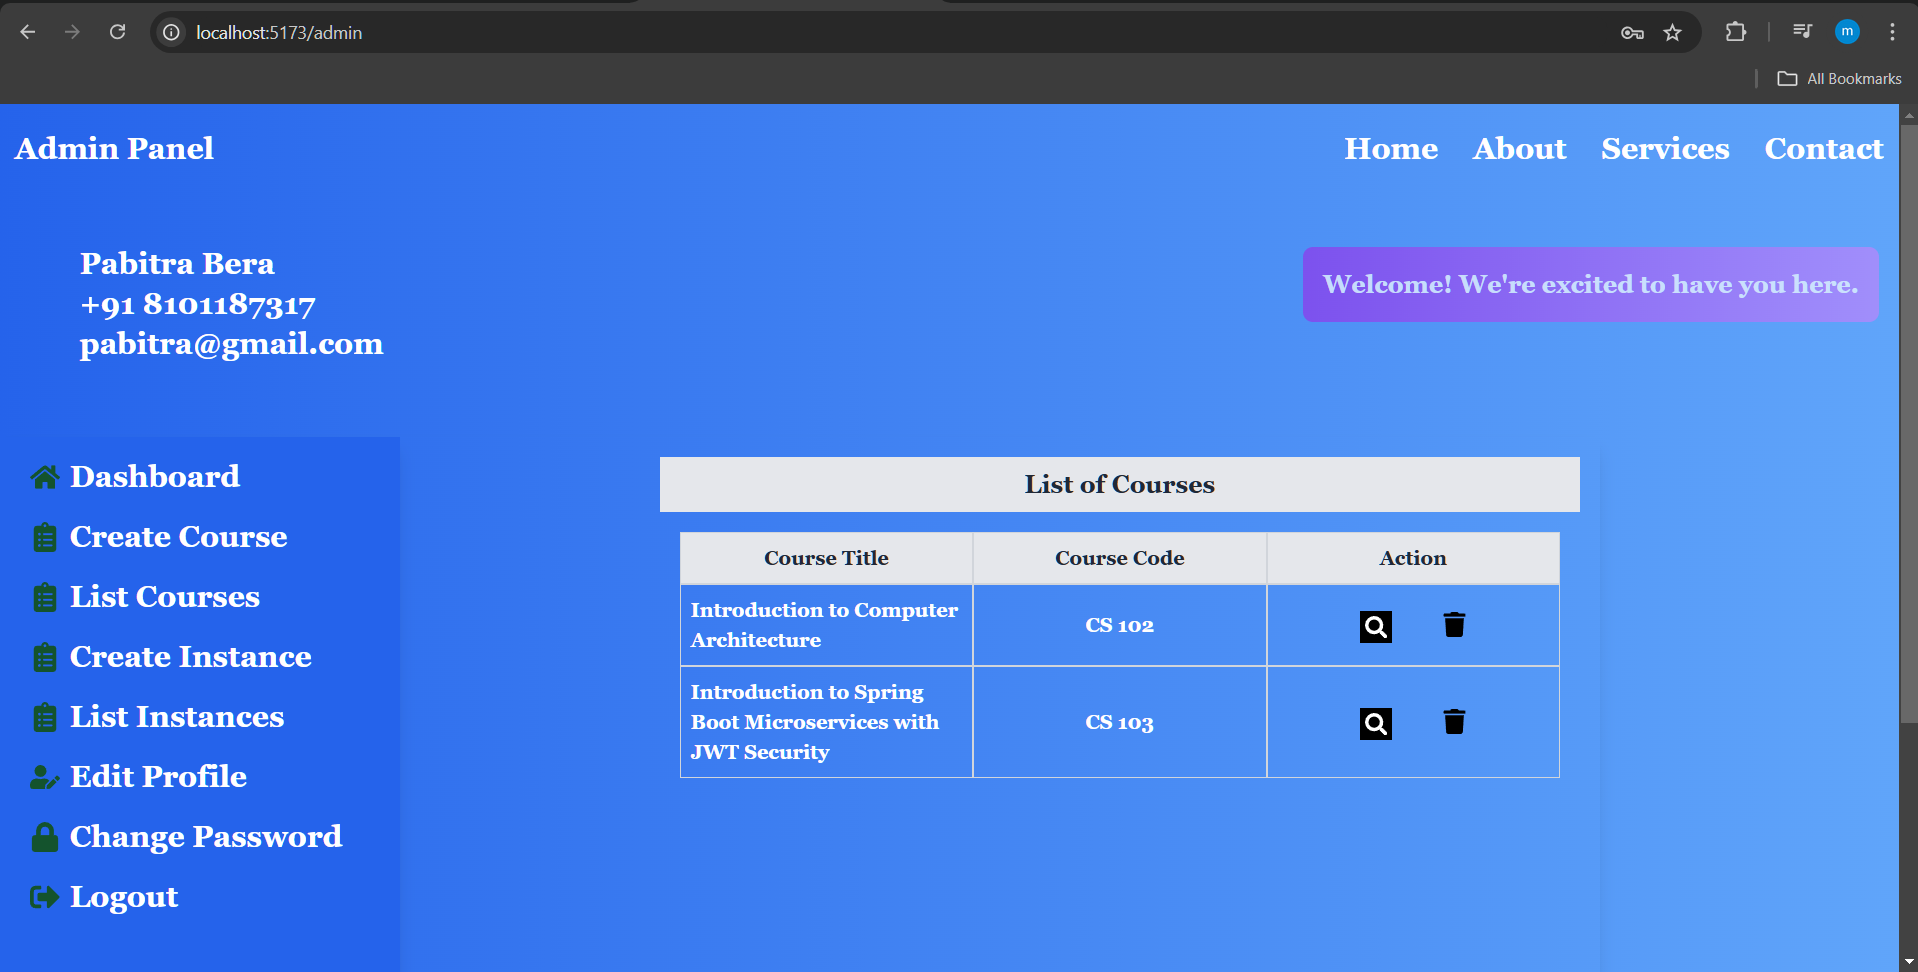 localhost:5173/admin
m
All Bookmarks
Admin Panel
Home
About
Services
Contact
Pabitra Bera
+91 8101187317
pabitra@gmail.com
Welcome! We're excited to have you here.
Dashboard
Create Course
List Courses
Create Instance
List Instances
Edit Profile
Change Password
Logout
List of Courses
Course Title
Course Code
Action
Introduction to Computer
Architecture
CS 102
Introduction to Spring
Boot Microservices with
JWT Security
CS 103